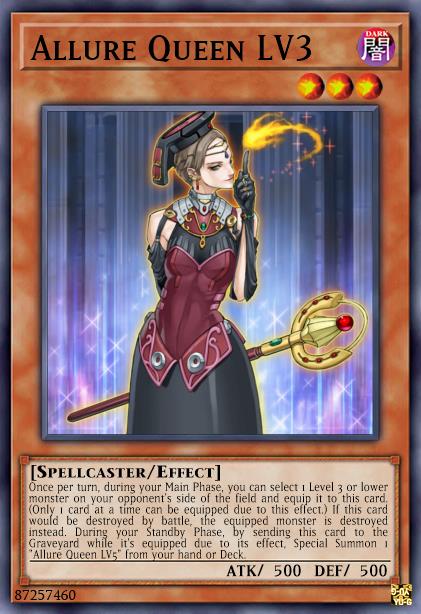 Allure Queen LV3
DARK
闇
[Spellcaster/Effect]
Once per turn, during your Main Phase, you can select 1 Level 3 or lower
monster on your opponent's side of the field and equip it to this card.
(Only 1 card at a time can be equipped due to this effect.) If this card
would be destroyed by battle, the equipped monster is destroyed
instead. During your Standby Phase, by sending this card to the
Graveyard while it's equipped due to its effect, Special Summon 1
"Allure Queen LV5" from your hand or Deck.
ATK/ 500 DEF/ 500
87257460